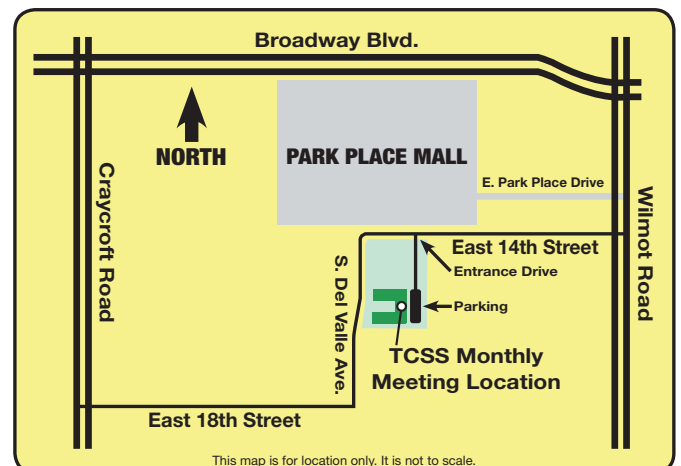 Broadway Blvd.
NORTH
PARK PLACE MALL
E. Park Place Drive
Craycroft Road
Wilmot Road
East 14th Street
Entrance Drive
S. Del Valle Ave.
Parking
TCSS Monthly
Meeting Location
East 18th Street
This map is for location only. It is not to scale.